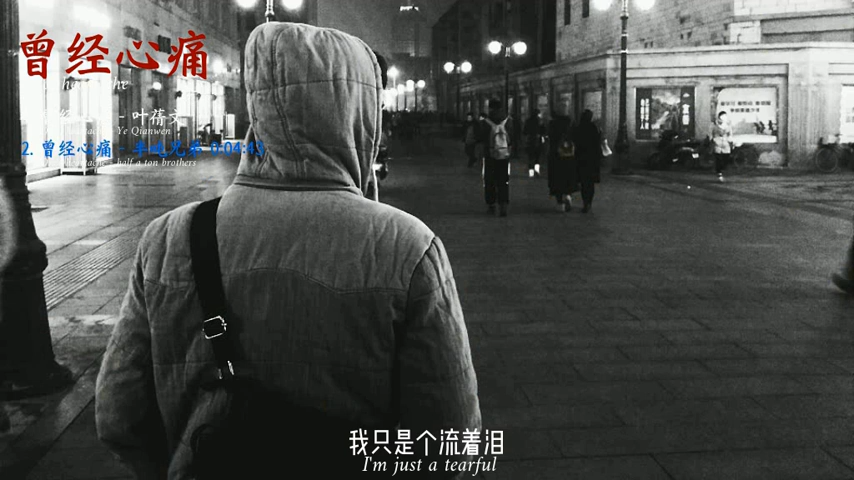 曾经心痛
叶蒨文
Ye Qianwen
2. 曾经心痛 - 半吨兄弟 0:04:43
half a ton brothers
我只是个流着泪
I'm just a tearful